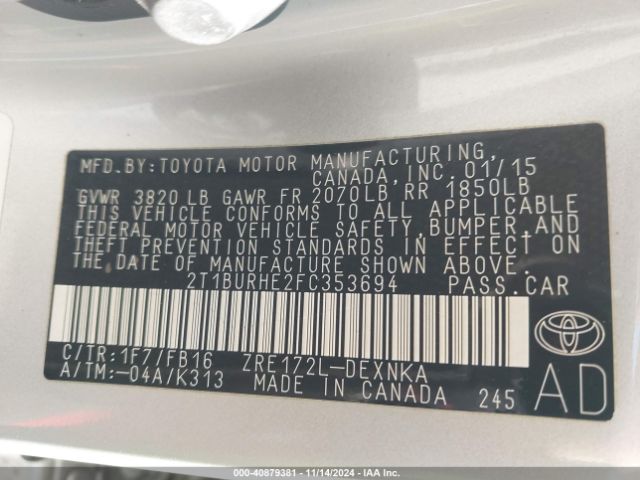 MFD.BY:TOYOTA MOTOR MANUFACTURING,
CANADA, INC. 01/15
GVWR 3820 LB GAWR FR 2070LB, RR 1850LB
THIS VEHICLE CONFORMS TO ALL APPLICABLE
FEDERAL MOTOR VEHICLE SAFETY, BUMPER, AND
THEFT PREVENTION STANDARDS IN EFFECT ON
THE DATE OF MANUFACTURE SHOWN ABOVE.
2T1BURHE2FC353694 PASS.CAR
C/TR:1F7/FB16 ZRE172L-DEXNKA
A/TM:-04A/K313 MADE IN CANADA 245
AD
000-40879381 - 11/14/2024 - IAAI.COM